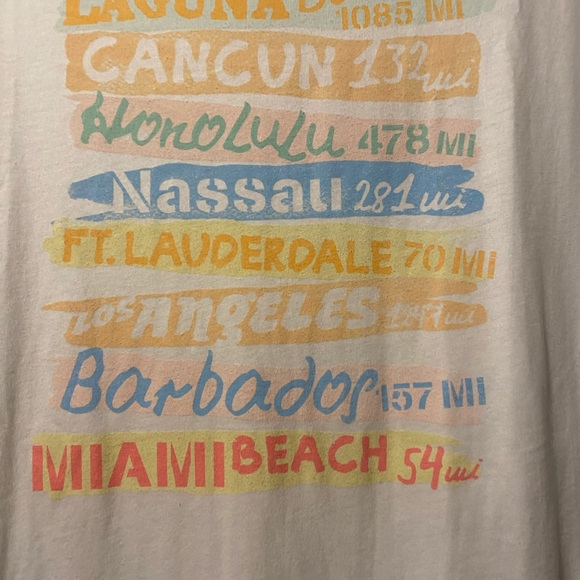 LAGUNA 1085 MI
CANCUN 132 mi
HONOLULU 478 MI
Nassau 281 mi
FT. LAUDERDALE 70 MI
Los ANGELES mi
Barbados 157 MI
MIAMI BEACH 54 mi